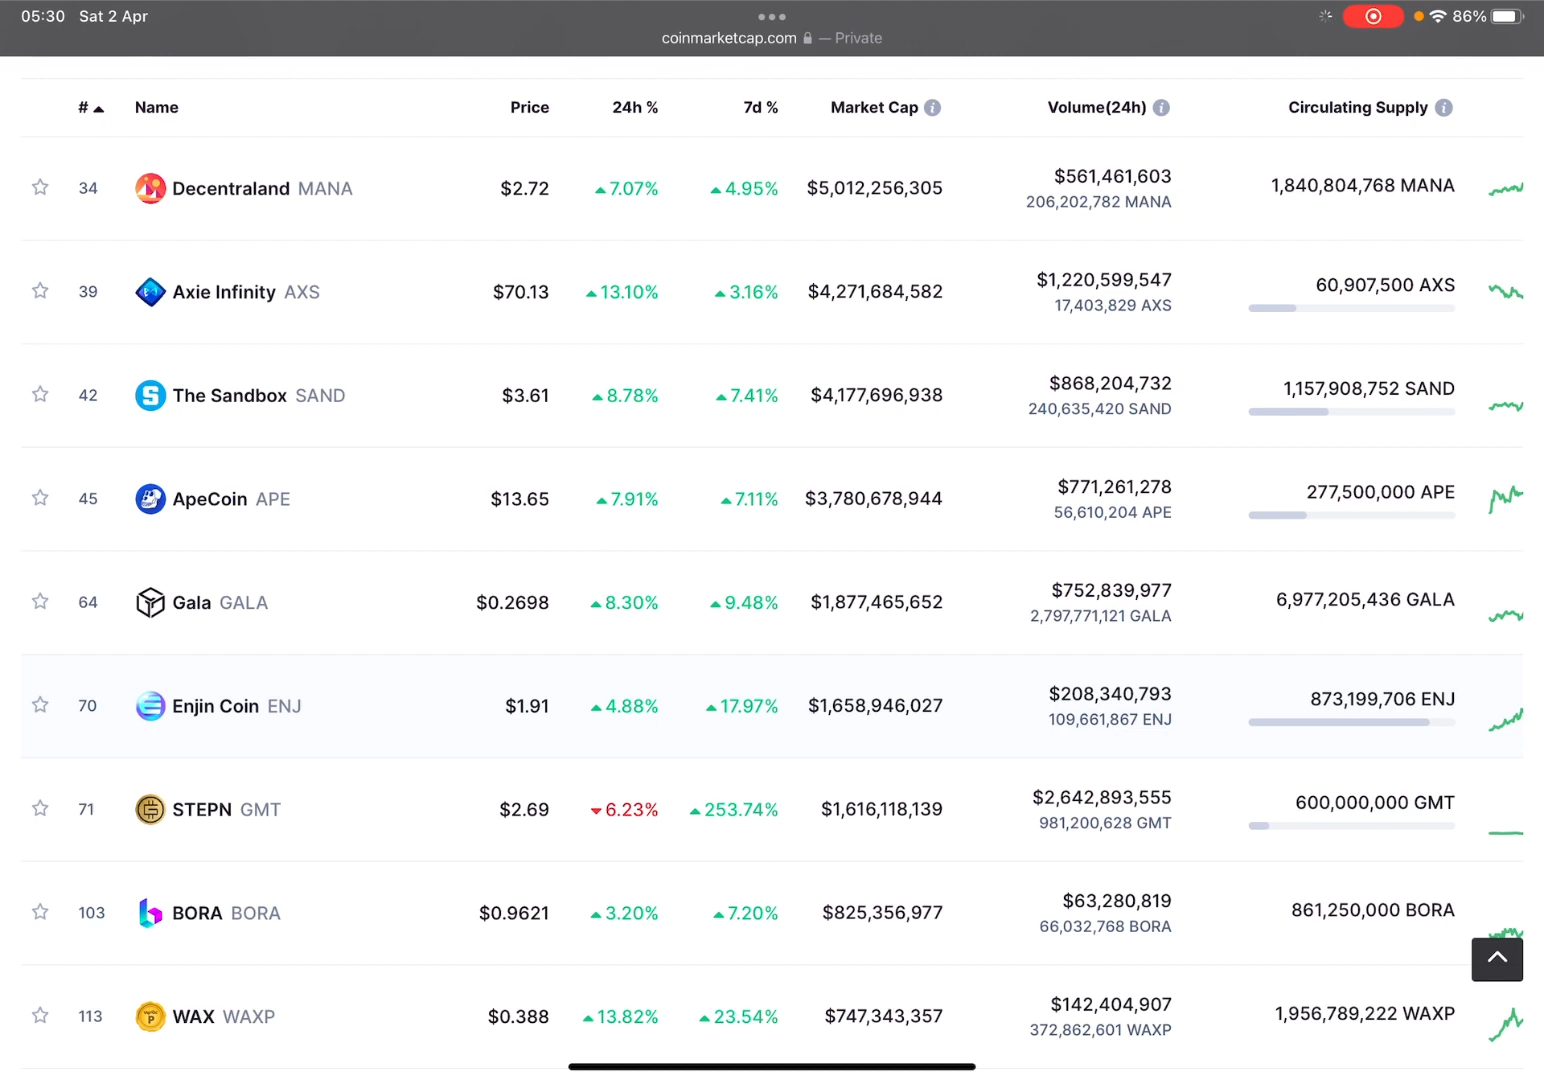 05:30 Sat 2 Apr
86%
coinmarketcap.com — Private
# Name Price 24h % 7d % Market Cap Volume(24h) Circulating Supply
34 Decentraland MANA $2.72 7.07% 4.95% $5,012,256,305 $561,461,603 1,840,804,768 MANA
206,202,782 MANA
39 Axie Infinity AXS $70.13 13.10% 3.16% $4,271,684,582 $1,220,599,547 60,907,500 AXS
17,403,829 AXS
42 The Sandbox SAND $3.61 8.78% 7.41% $4,177,696,938 $868,204,732 1,157,908,752 SAND
240,635,420 SAND
45 ApeCoin APE $13.65 7.91% 7.11% $3,780,678,944 $771,261,278 277,500,000 APE
56,610,204 APE
64 Gala GALA $0.2698 8.30% 9.48% $1,877,465,652 $752,839,977 6,977,205,436 GALA
2,797,771,121 GALA
70 Enjin Coin ENJ $1.91 4.88% 17.97% $1,658,946,027 $208,340,793 873,199,706 ENJ
109,661,867 ENJ
71 STEPN GMT $2.69 6.23% 253.74% $1,616,118,139 $2,642,893,555 600,000,000 GMT
981,200,628 GMT
103 BORA BORA $0.9621 3.20% 7.20% $825,356,977 $63,280,819 861,250,000 BORA
66,032,768 BORA
113 WAX WAXP $0.388 13.82% 23.54% $747,343,357 $142,404,907 1,956,789,222 WAXP
372,862,601 WAXP